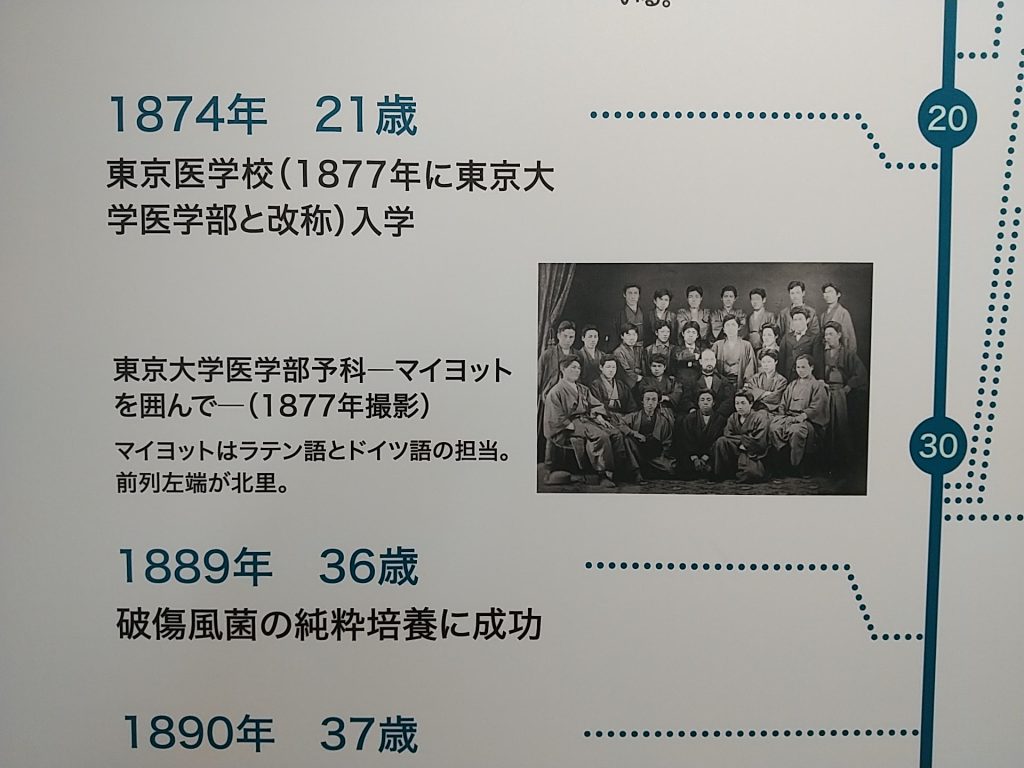 いる。
1874年 21歳
20
東京医学校(1877年に東京大
学医学部と改称)入学
東京大学医学部予科―マイヨット
を囲んで―(1877年撮影)
マイヨットはラテン語とドイツ語の担当。
前列左端が北里。
30
1889年 36歳
破傷風菌の純粋培養に成功
1890年 37歳